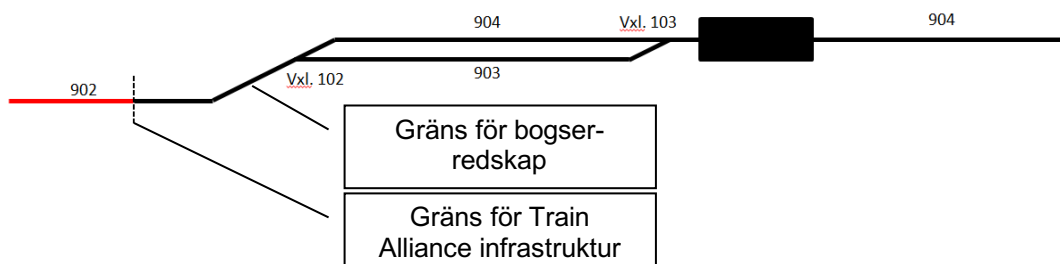 904
Vxl. 103
904
Vxl. 102
903
902
Gräns för bogser-
redskap
Gräns för Train
Alliance infrastruktur